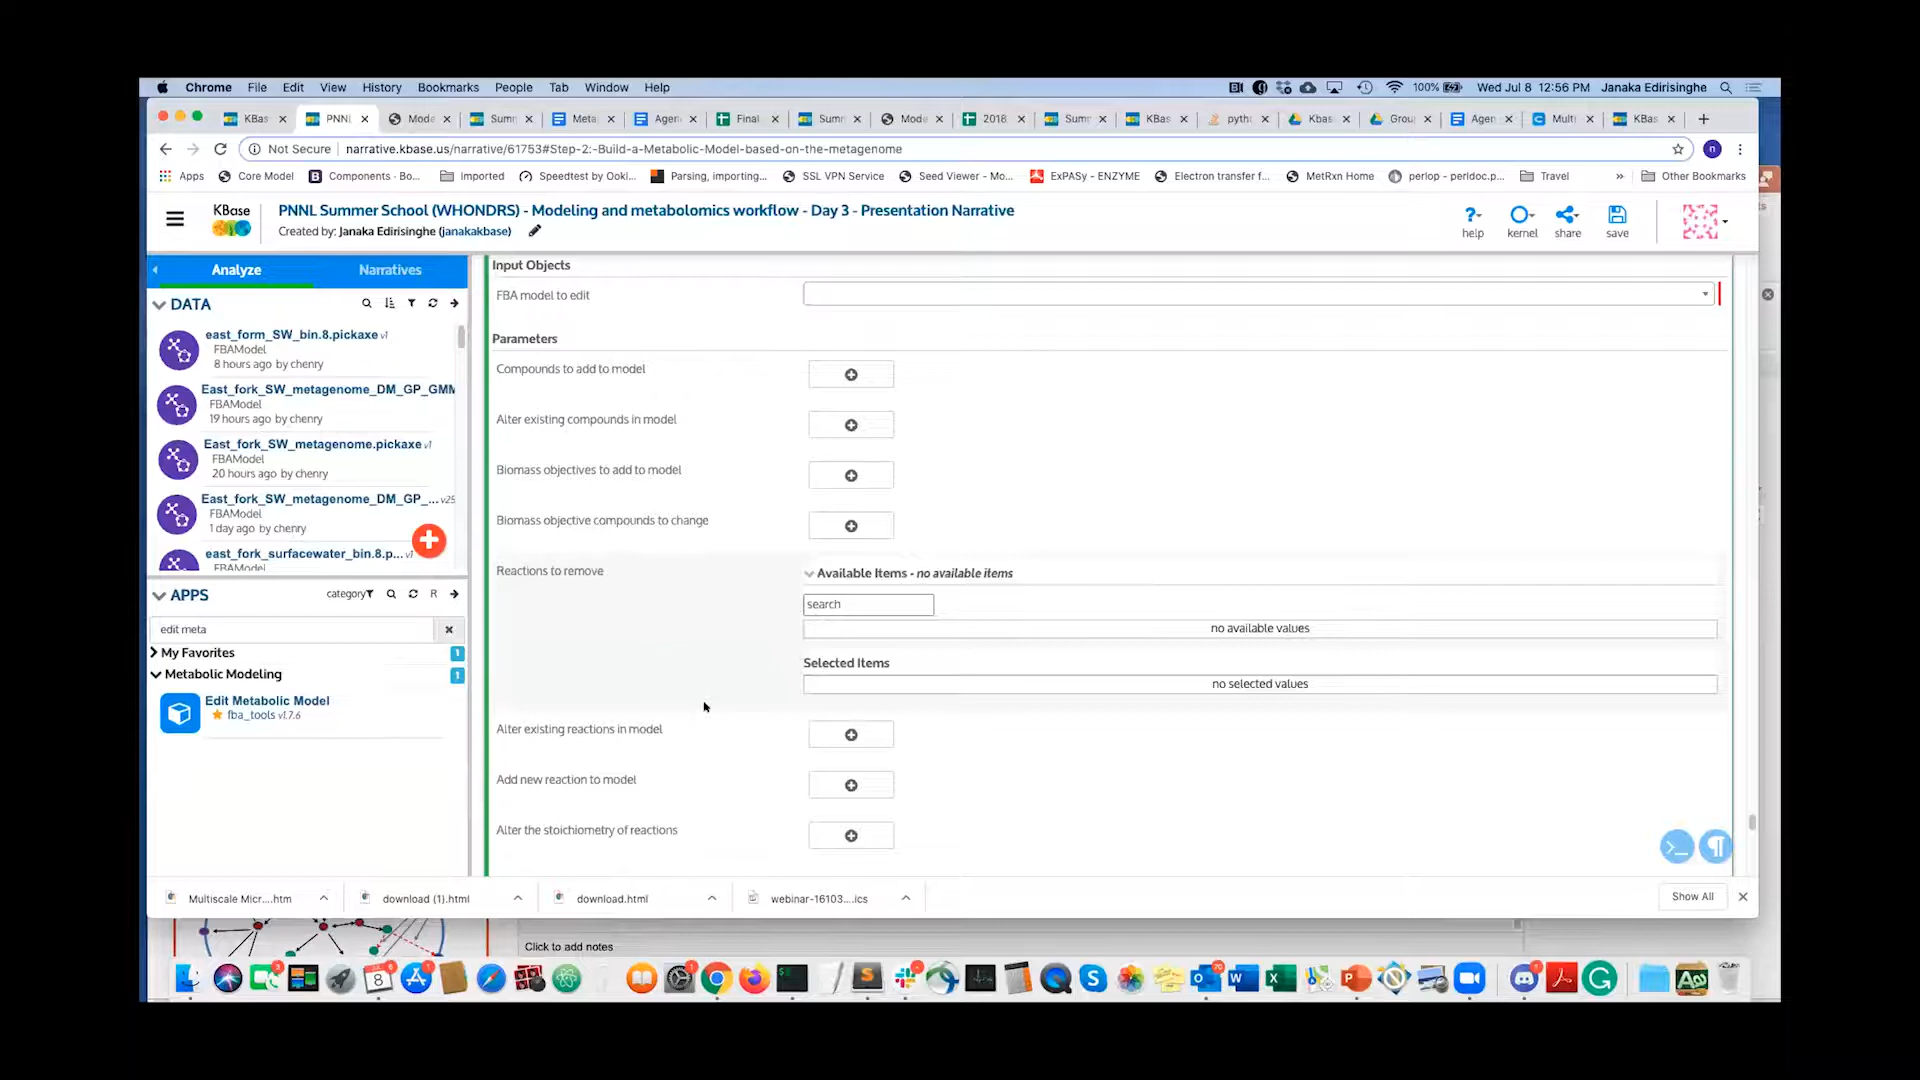 Chrome File Edit View History Bookmarks People Tab Window Help 100% Wed Jul 8 12:56 PM Janaka Edirisinghe
KBas PNNL Mode Summ Meta Agen Final Summ Mode 2018 Summ KBas pyth Kbas Grou Agen Multi KBas
Not Secure narrative.kbase.us/narrative/61753#Step-2:-Build-a-Metabolic-Model-based-on-the-metagenome
Apps Core Model Components - Bo... Imported Speedtest by Ookl... Parsing, importing... SSL VPN Service Seed Viewer - Mo... ExPASy - ENZYME Electron transfer f... MetRxn Home perlop - perldoc.p... Travel » Other Bookmarks
KBase
PNNL Summer School (WHONDRS) - Modeling and metabolomics workflow - Day 3 - Presentation Narrative
Created by: Janaka Edirisinghe (janakakbase)
help kernel share save
Analyze Narratives
DATA
east_form_SW_bin.8.pickaxe v1
FBAModel
8 hours ago by chenry
East_fork_SW_metagenome_DM_GP_GMM
FBAModel
19 hours ago by chenry
East_fork_SW_metagenome.pickaxe v1
FBAModel
20 hours ago by chenry
East_fork_SW_metagenome_DM_GP_... v25
FBAModel
1 day ago by chenry
east_fork_surfacewater_bin.8.p... v1
FBAModel
APPS category R
edit meta
My Favorites 1
Metabolic Modeling 1
Edit Metabolic Model
fba_tools v1.7.6
Input Objects
FBA model to edit
Parameters
Compounds to add to model
Alter existing compounds in model
Biomass objectives to add to model
Biomass objective compounds to change
Reactions to remove
Available Items - no available items
search
no available values
Selected Items
no selected values
Alter existing reactions in model
Add new reaction to model
Alter the stoichiometry of reactions
Multiscale Micr....htm download (1).html download.html webinar-16103....ics Show All
Click to add notes